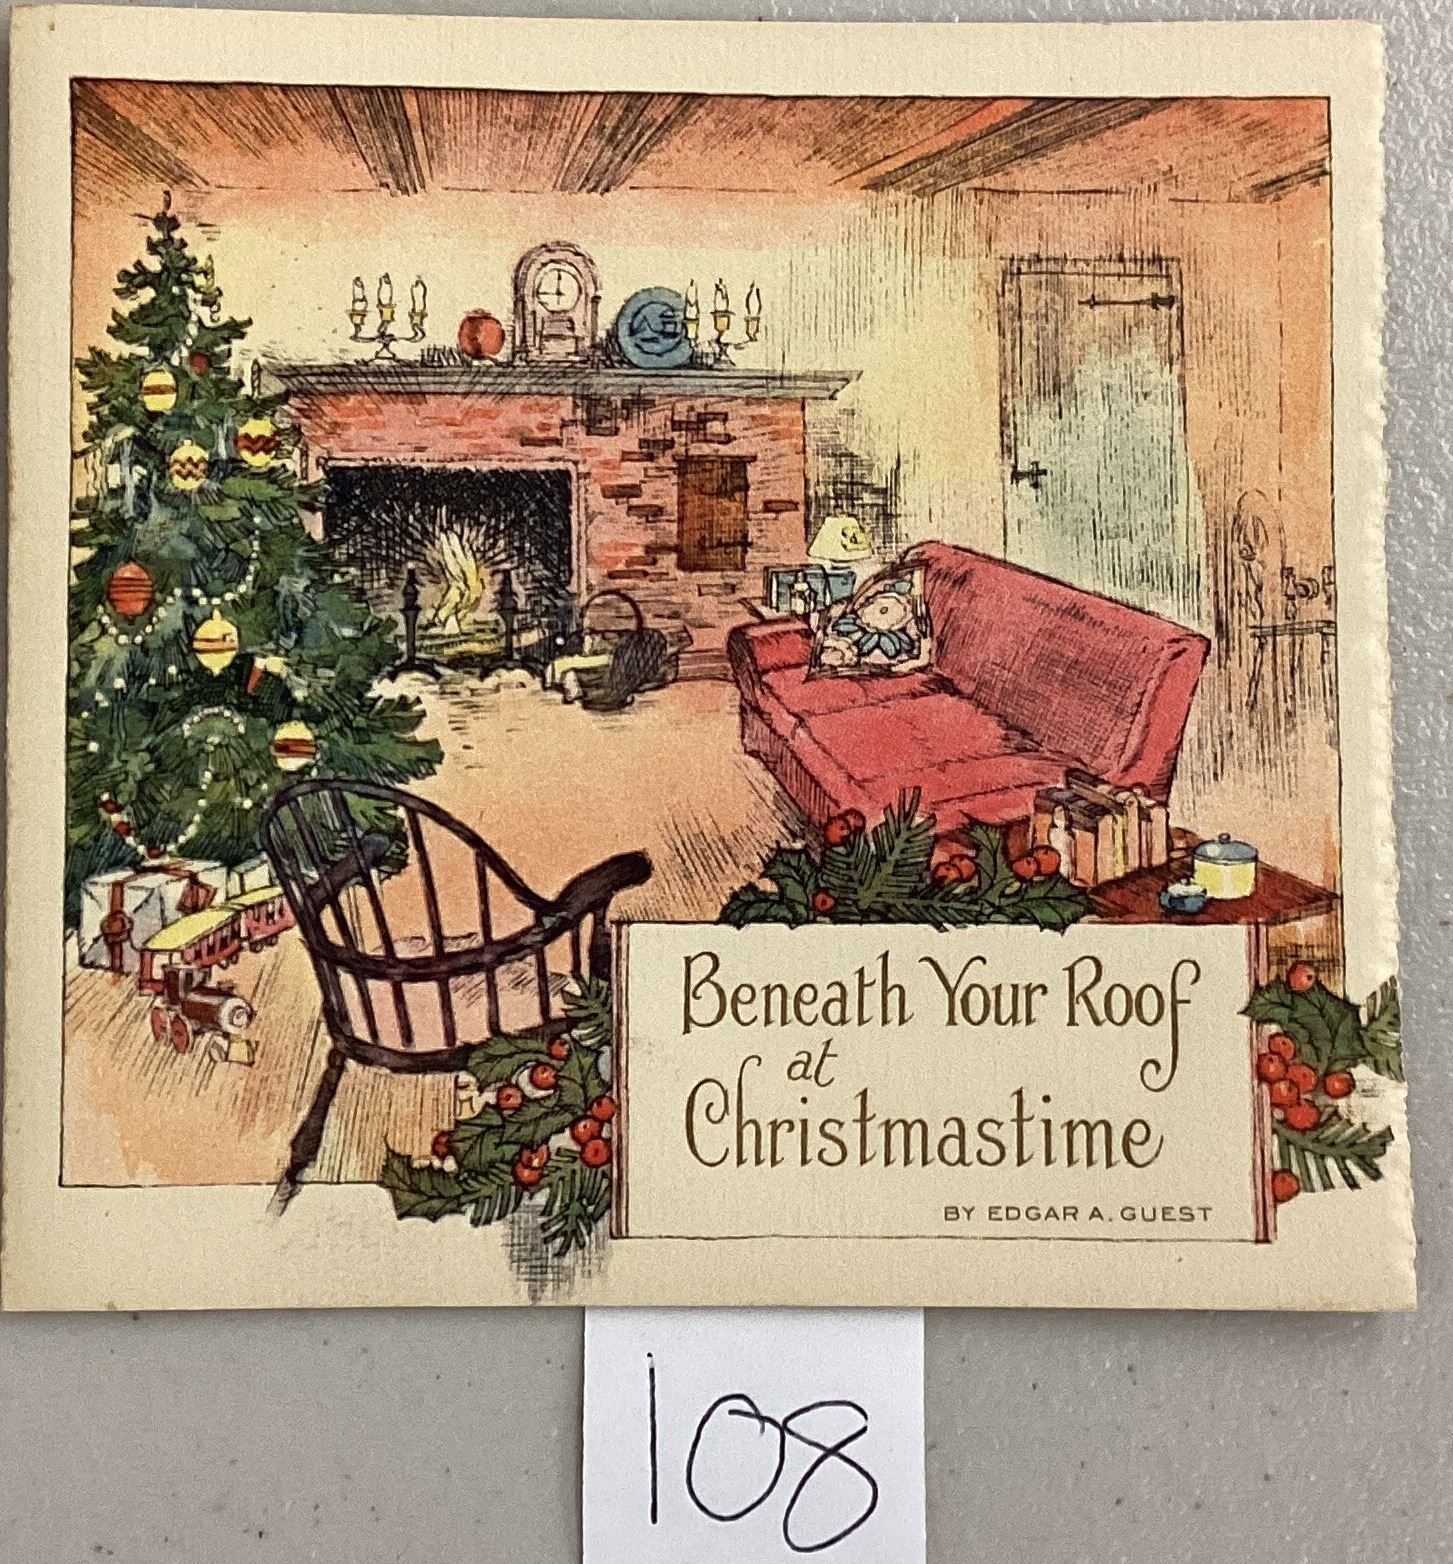 Beneath Your Roof
at
Christmastime
BY EDGAR A. GUEST
108